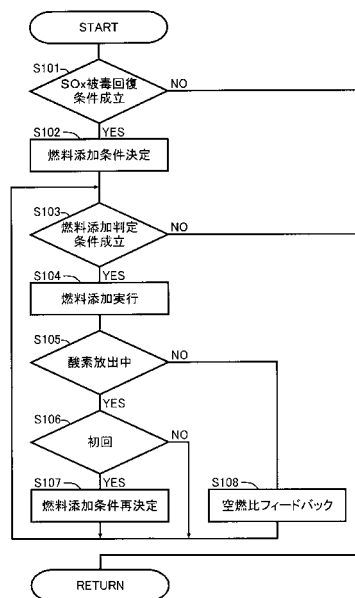 START
S101
SOx被毒回復
条件成立
NO
YES
S102
燃料添加条件決定
S103
燃料添加判定
条件成立
NO
YES
S104
燃料添加実行
S105
酸素放出中
NO
YES
S106
初回
NO
YES
S107
燃料添加条件再決定
S108
空燃比フィードバック
RETURN